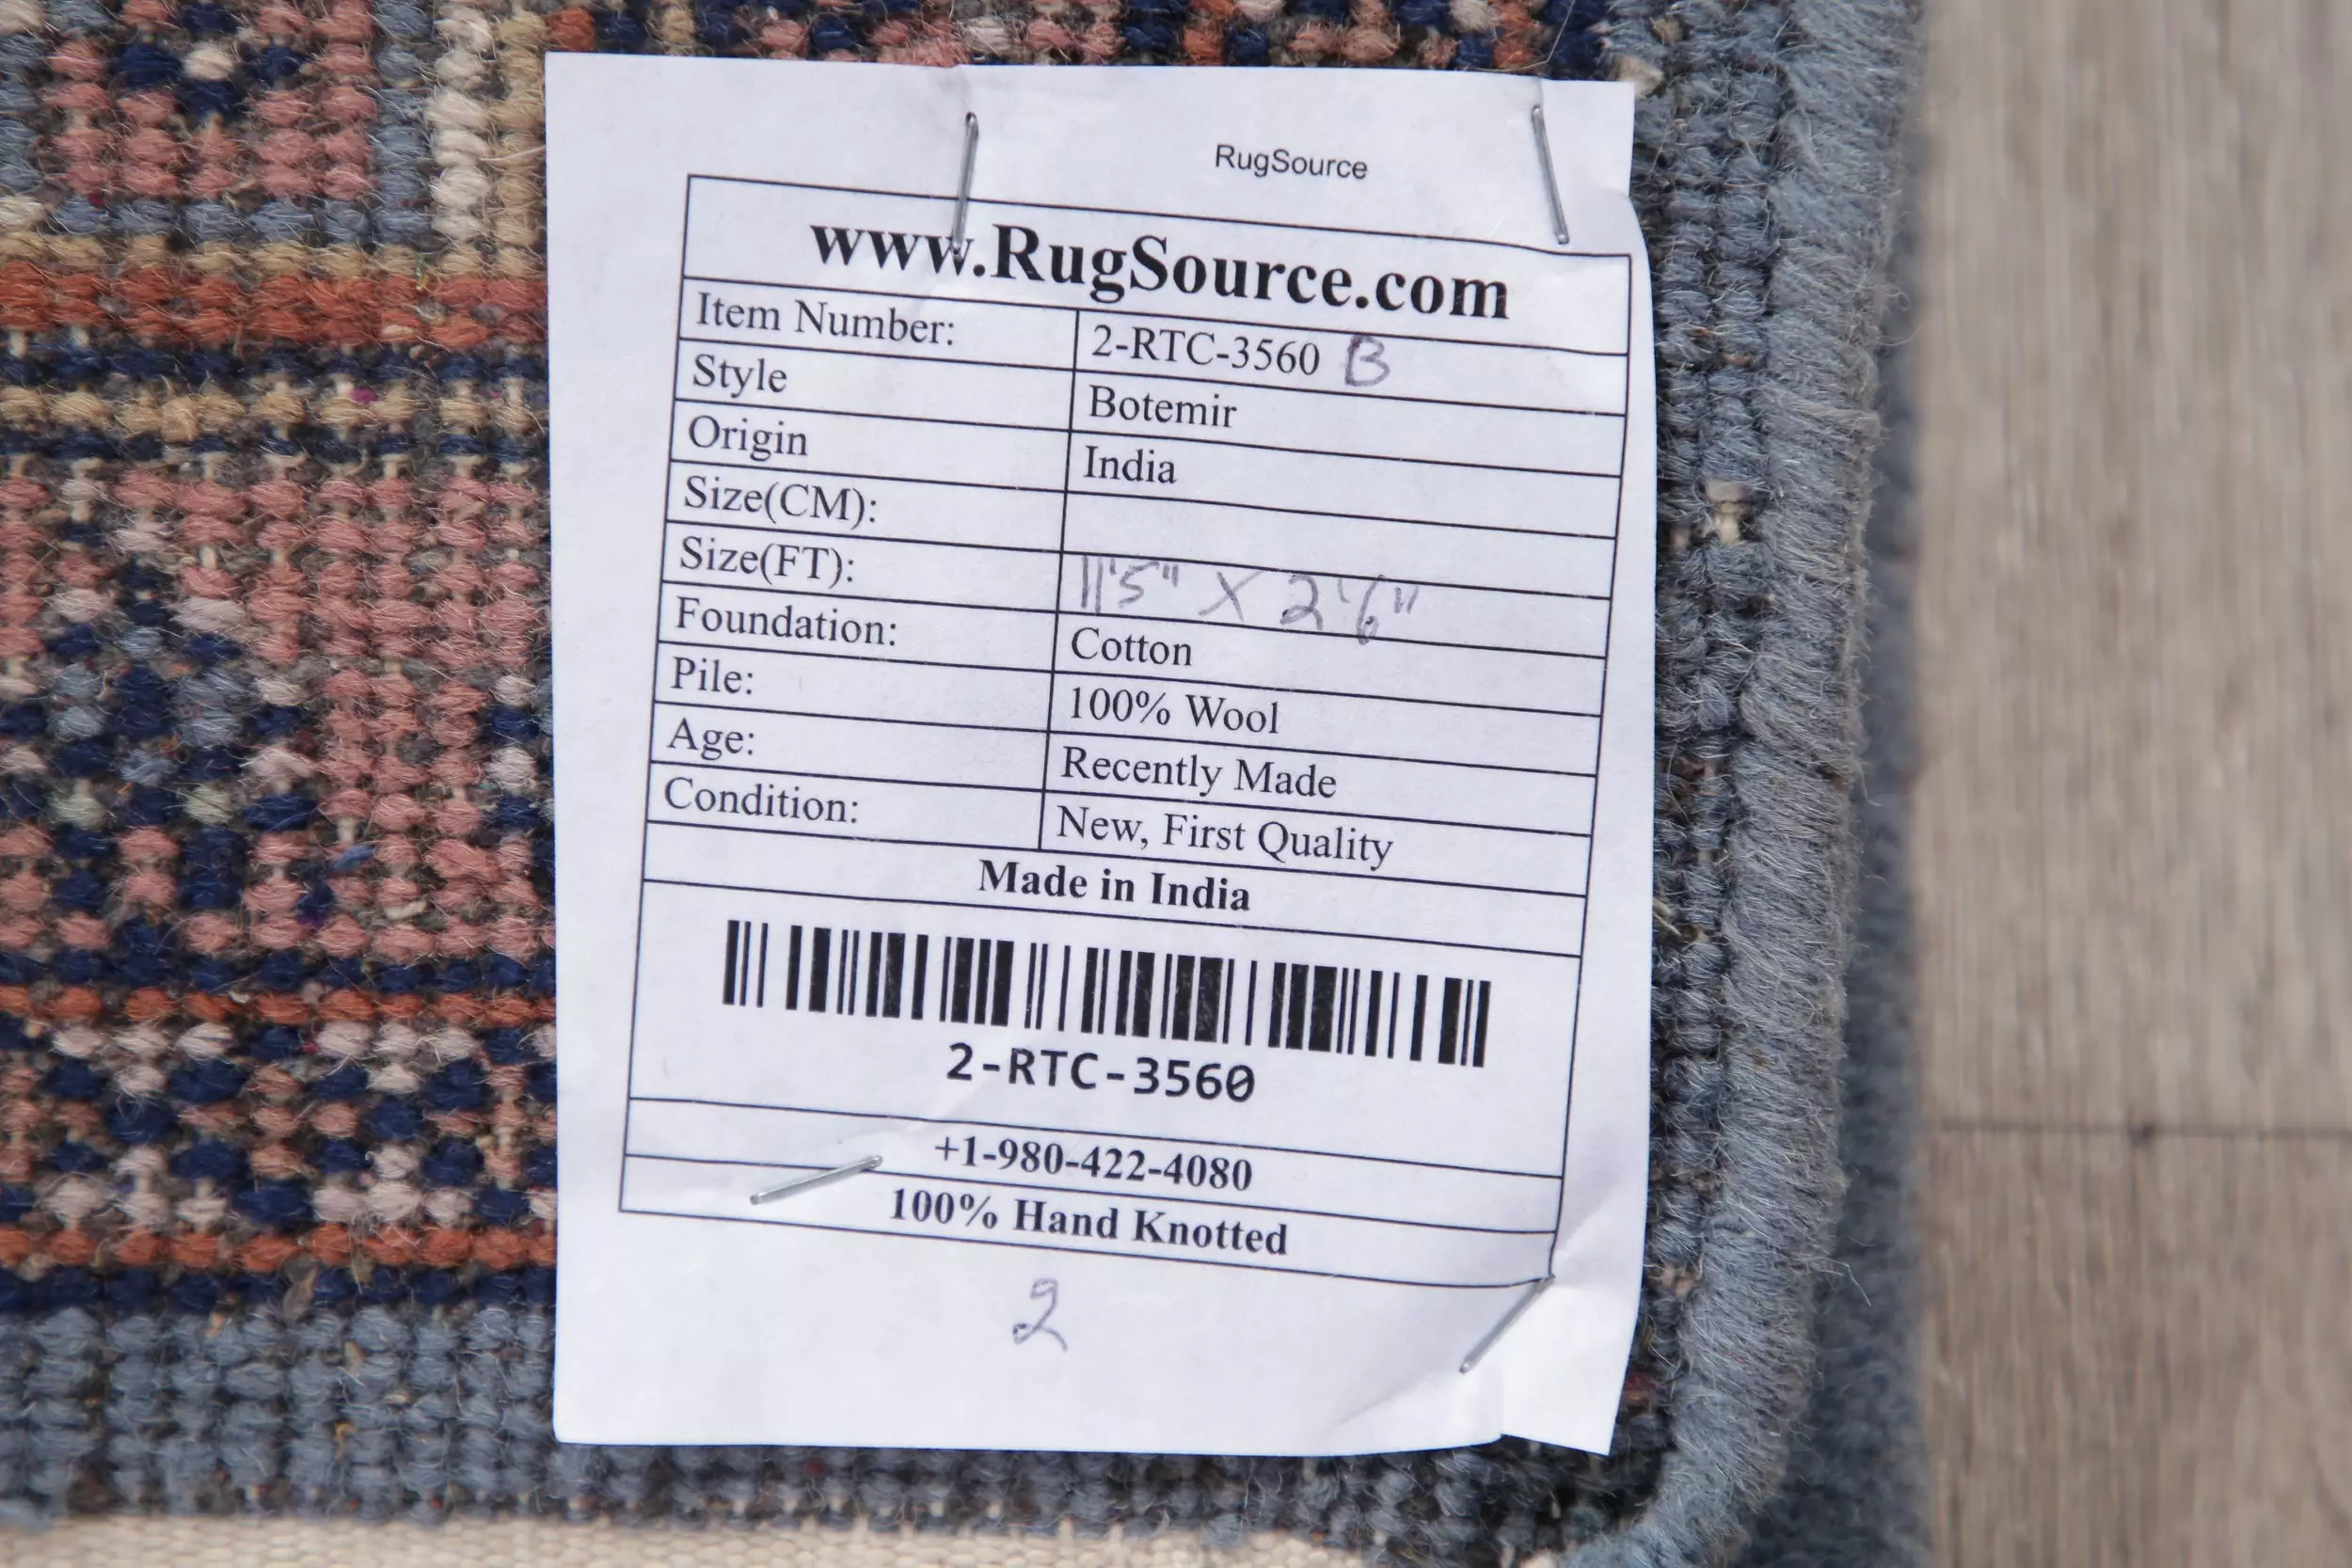 RugSource
www.RugSource.com
Item Number: 2-RTC-3560 B
Style Botemir
Origin India
Size(CM):
Size(FT): 11'5" X 2'6"
Foundation: Cotton
Pile: 100% Wool
Age: Recently Made
Condition: New, First Quality
Made in India
2-RTC-3560
+1-980-422-4080
100% Hand Knotted
2